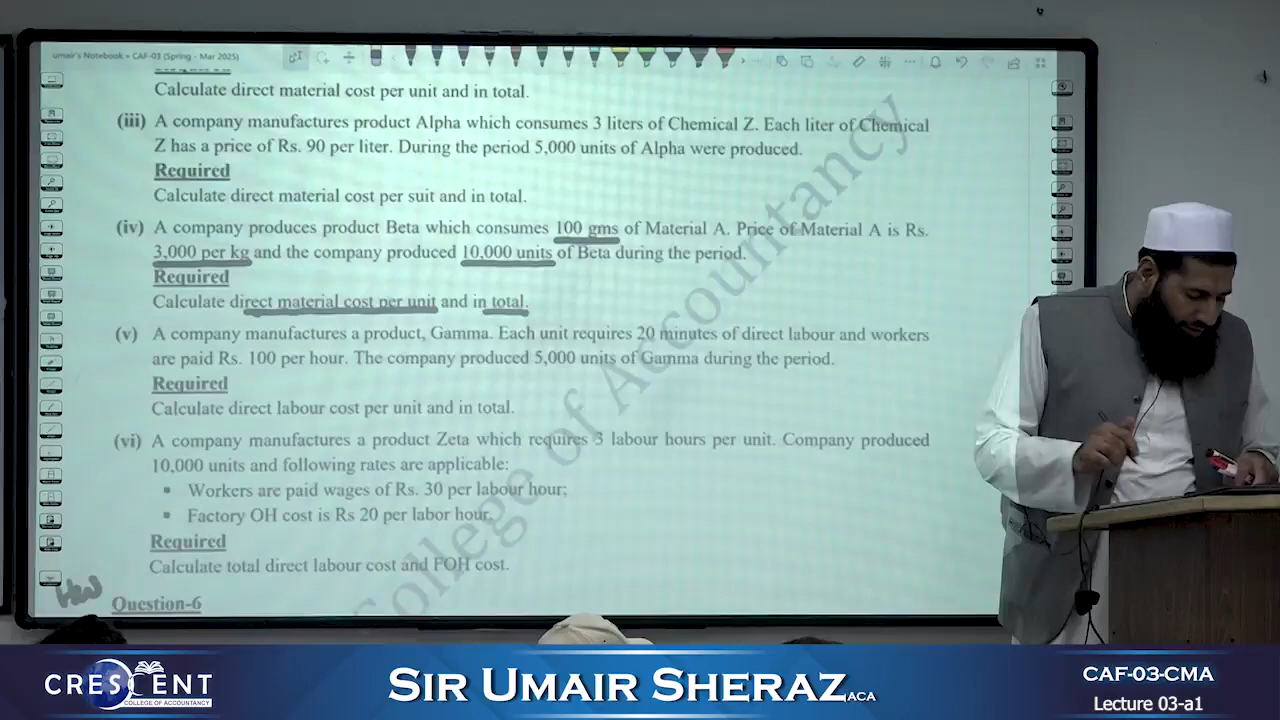 umair's Notebook » CAF-03 (Spring - Mar 2025)
Calculate direct material cost per unit and in total.
(iii) A company manufactures product Alpha which consumes 3 liters of Chemical Z. Each liter of Chemical
Z has a price of Rs. 90 per liter. During the period 5,000 units of Alpha were produced.
Required
Calculate direct material cost per suit and in total.
(iv) A company produces product Beta which consumes 100 gms of Material A. Price of Material A is Rs.
3,000 per kg and the company produced 10,000 units of Beta during the period.
Required
Calculate direct material cost per unit and in total.
(v) A company manufactures a product, Gamma. Each unit requires 20 minutes of direct labour and workers
are paid Rs. 100 per hour. The company produced 5,000 units of Gamma during the period.
Required
Calculate direct labour cost per unit and in total.
(vi) A company manufactures a product Zeta which requires 3 labour hours per unit. Company produced
10,000 units and following rates are applicable:
▪ Workers are paid wages of Rs. 30 per labour hour;
▪ Factory OH cost is Rs 20 per labor hour.
Required
Calculate total direct labour cost and FOH cost.
HW
Question-6
College of Accountancy
CRESCENT
COLLEGE OF ACCOUNTANCY
SIR UMAIR SHERAZ, ACA
CAF-03-CMA
Lecture 03-a1